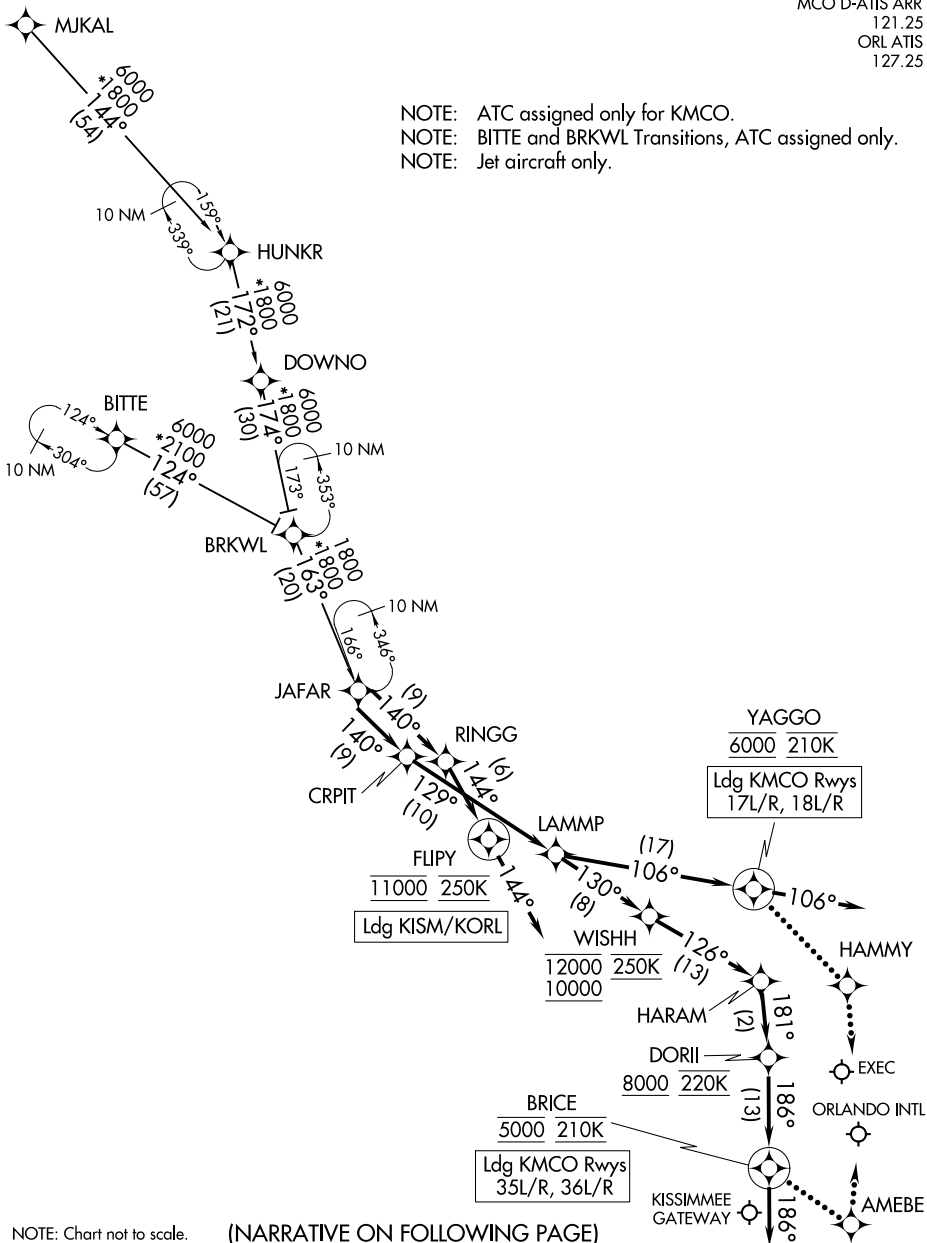 MCO D-ATIS ARR
121.25
ORL ATIS
127.25
MJKAL
6000
*1800
144°
(54)
NOTE: ATC assigned only for KMCO.
NOTE: BITTE and BRKWL Transitions, ATC assigned only.
NOTE: Jet aircraft only.
10 NM
159°
339°
HUNKR
6000
*1800
172°
(21)
DOWNO
6000
*1800
174°
(30)
BITTE
124°
304°
10 NM
6000
*2100
124°
(57)
10 NM
173°
353°
BRKWL
1800
*1800
163°
(20)
10 NM
166°
346°
JAFAR
(9)
140°
140°
(9)
RINGG
(6)
144°
CRPIT
129°
(10)
YAGGO
6000 210K
Ldg KMCO Rwys
17L/R, 18L/R
LAMMP
(17)
106°
106°
FLIPY
11000 250K
Ldg KISM/KORL
144°
130°
(8)
WISHH
12000 250K
10000
126°
(13)
HAMMY
HARAM
181°
(2)
DORII
8000 220K
EXEC
186°
(13)
ORLANDO INTL
BRICE
5000 210K
Ldg KMCO Rwys
35L/R, 36L/R
KISSIMMEE
GATEWAY
186°
AMEBE
NOTE: Chart not to scale.
(NARRATIVE ON FOLLOWING PAGE)